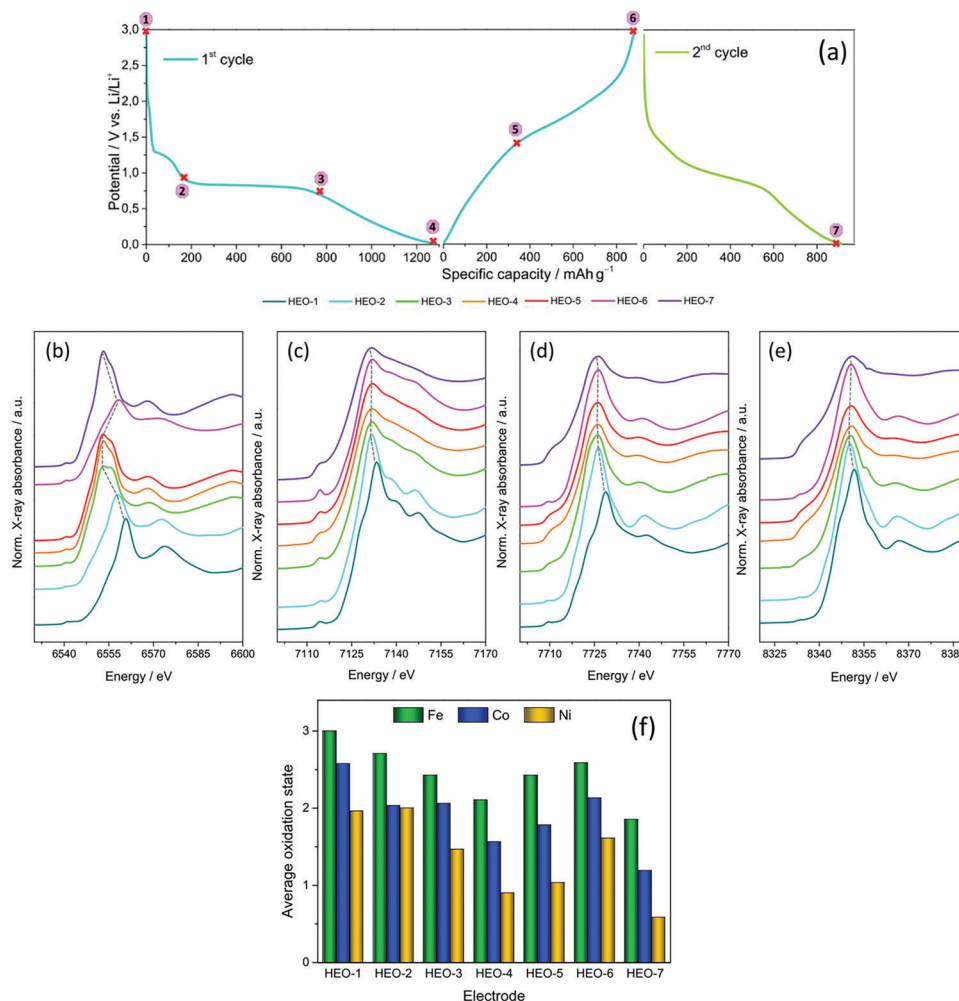 (a)
1
2
3
4
5
6
7
1st cycle
2nd cycle
Potential / V vs. Li/Li+
3,0
2,5
2,0
1,5
1,0
0,5
0,0
0 200 400 600 800 1000 1200 0 200 400 600 800 0 200 400 600 800
Specific capacity / mAh g−1
HEO-1 HEO-2 HEO-3 HEO-4 HEO-5 HEO-6 HEO-7
(b)
Norm. X-ray absorbance / a.u.
6540 6555 6570 6585 6600
Energy / eV
(c)
Norm. X-ray absorbance / a.u.
7110 7125 7140 7155 7170
Energy / eV
(d)
Norm. X-ray absorbance / a.u.
7710 7725 7740 7755 7770
Energy / eV
(e)
Norm. X-ray absorbance / a.u.
8325 8340 8355 8370
Energy / eV
(f)
Fe Co Ni
Average oxidation state
3
2
1
0
HEO-1 HEO-2 HEO-3 HEO-4 HEO-5 HEO-6 HEO-7
Electrode